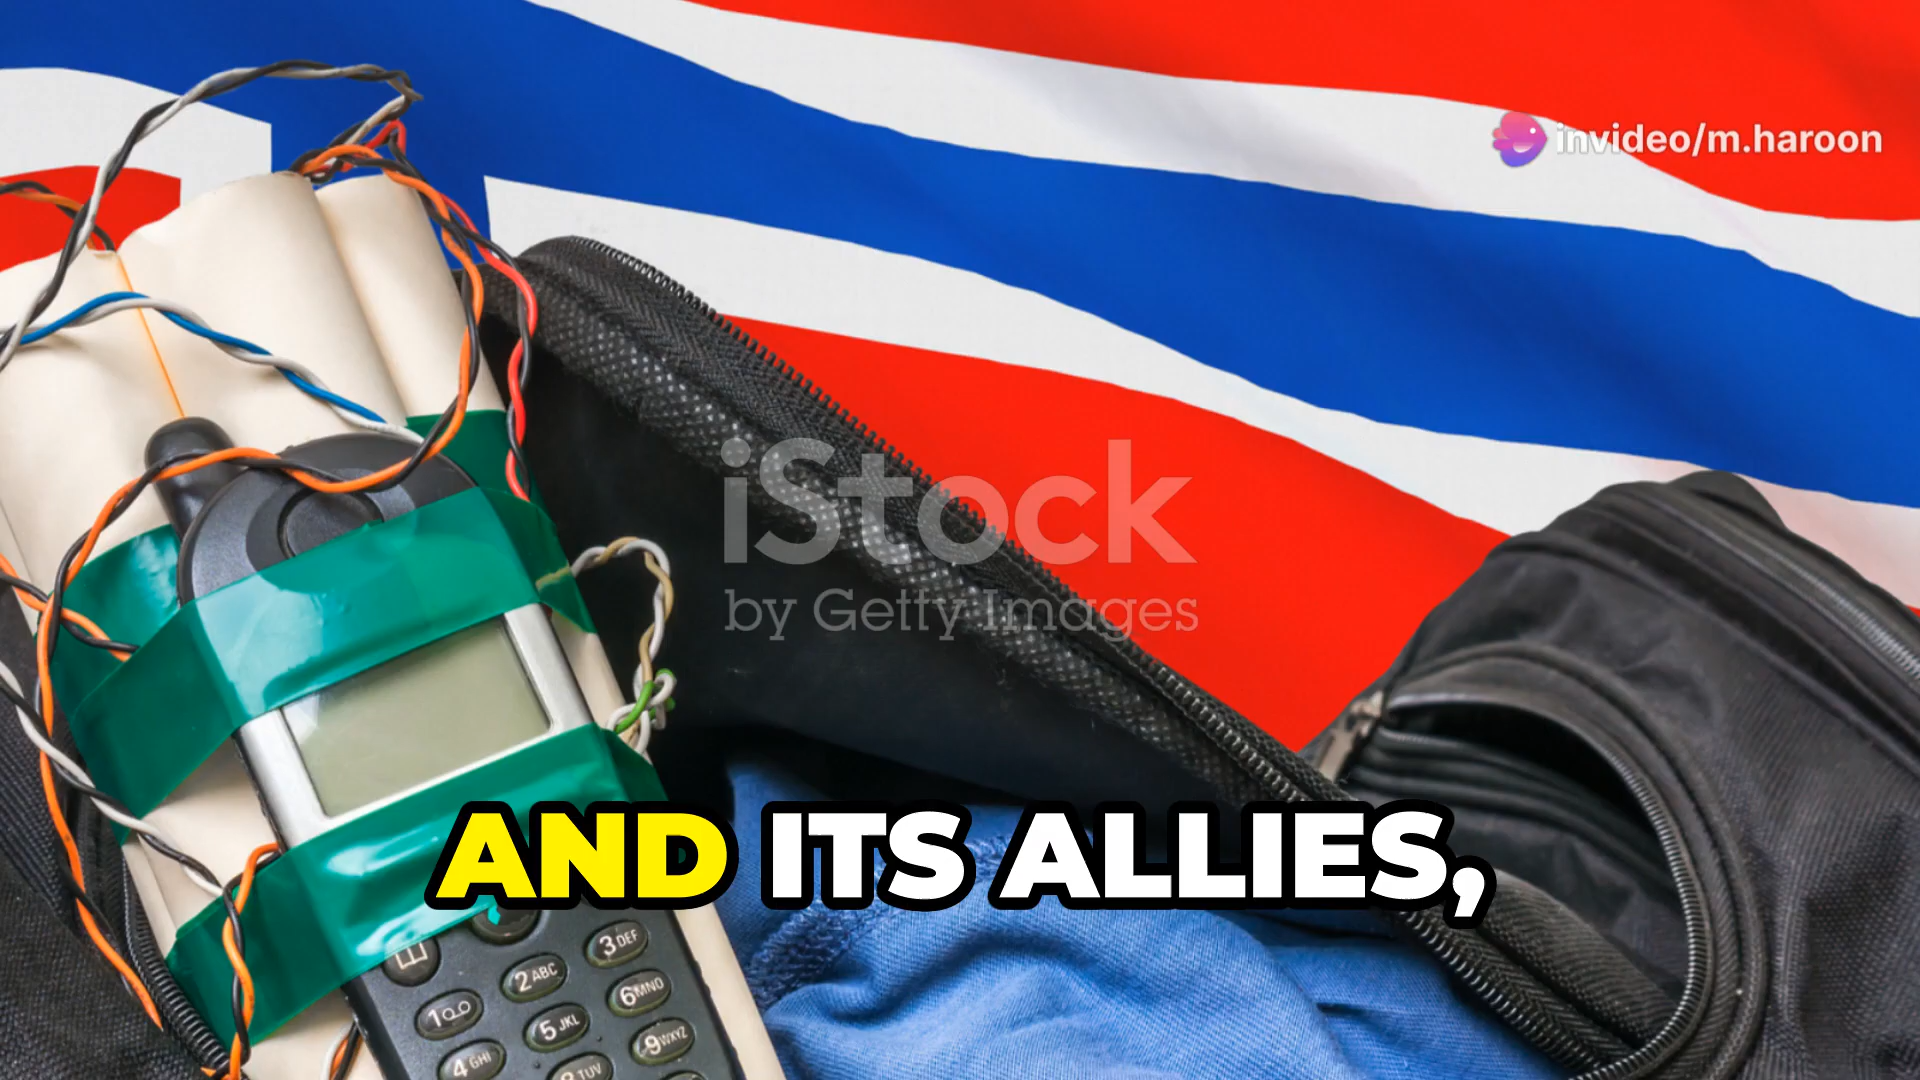 invideo/m.haroon
iStock
by Getty Images
AND ITS ALLIES,
3 DEF
2 ABC
6 MNO
1
5 JKL
9 WXYZ
4 GHI
8 TUV